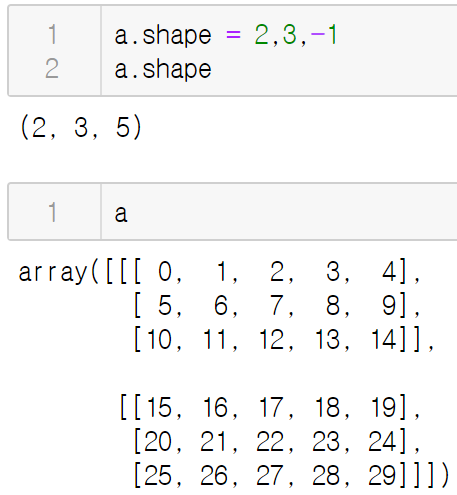 1 a.shape = 2,3,-1
2 a.shape
(2, 3, 5)
1 a
array([[[ 0, 1, 2, 3, 4],
[ 5, 6, 7, 8, 9],
[10, 11, 12, 13, 14]],
[[15, 16, 17, 18, 19],
[20, 21, 22, 23, 24],
[25, 26, 27, 28, 29]]])